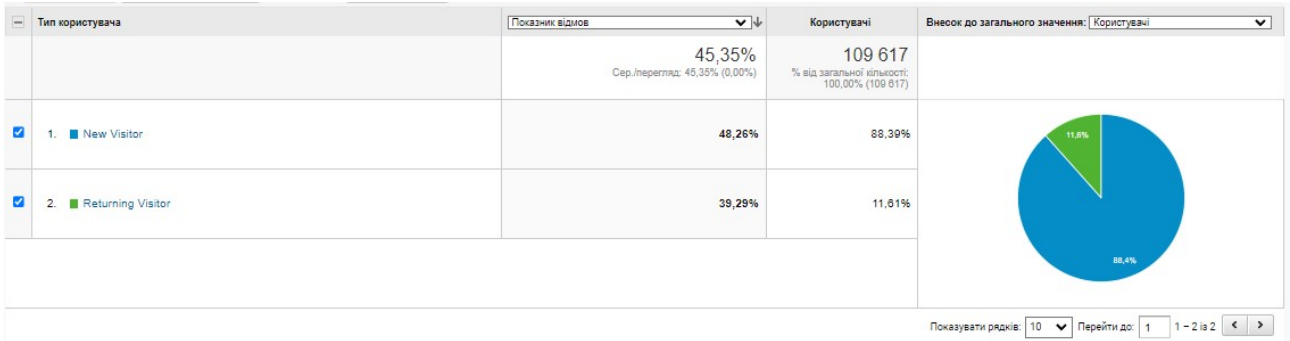 Тип користувача
Показник відмов
Користувачі
Внесок до загального значення: Користувачі
45,35%
Сер./перегляд: 45,35% (0,00%)
109 617
% від загальної кількості:
100,00% (109 617)
1. New Visitor
48,26%
88,39%
2. Returning Visitor
39,29%
11,61%
11,6%
88,4%
Показувати рядків: 10 Перейти до: 1 1 – 2 із 2